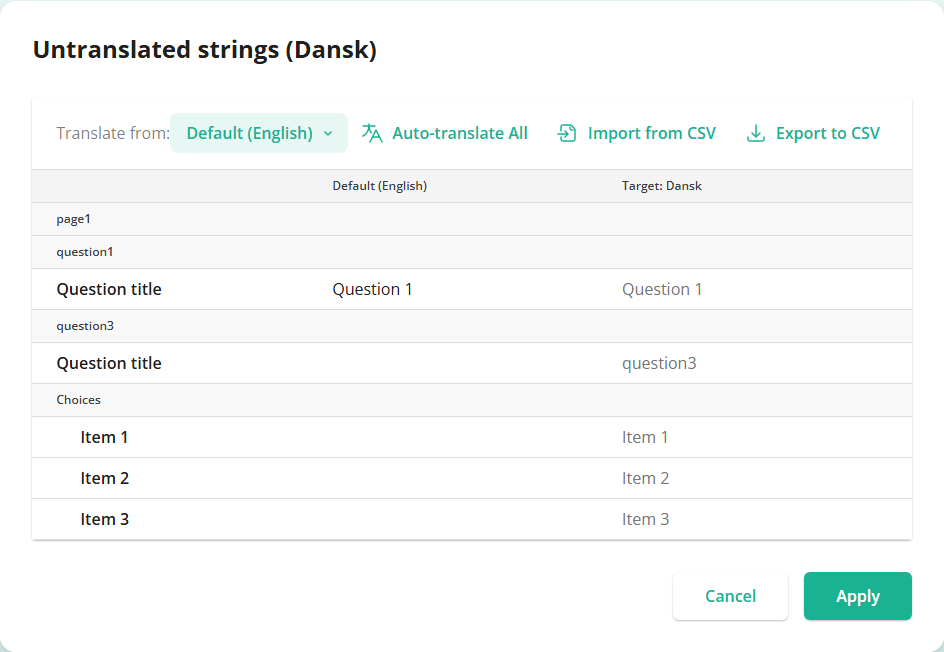 Untranslated strings (Dansk)
Translate from: Default (English) Auto-translate All Import from CSV Export to CSV
Default (English) Target: Dansk
page1
question1
Question title Question 1 Question 1
question3
Question title question3
Choices
Item 1 Item 1
Item 2 Item 2
Item 3 Item 3
Cancel Apply